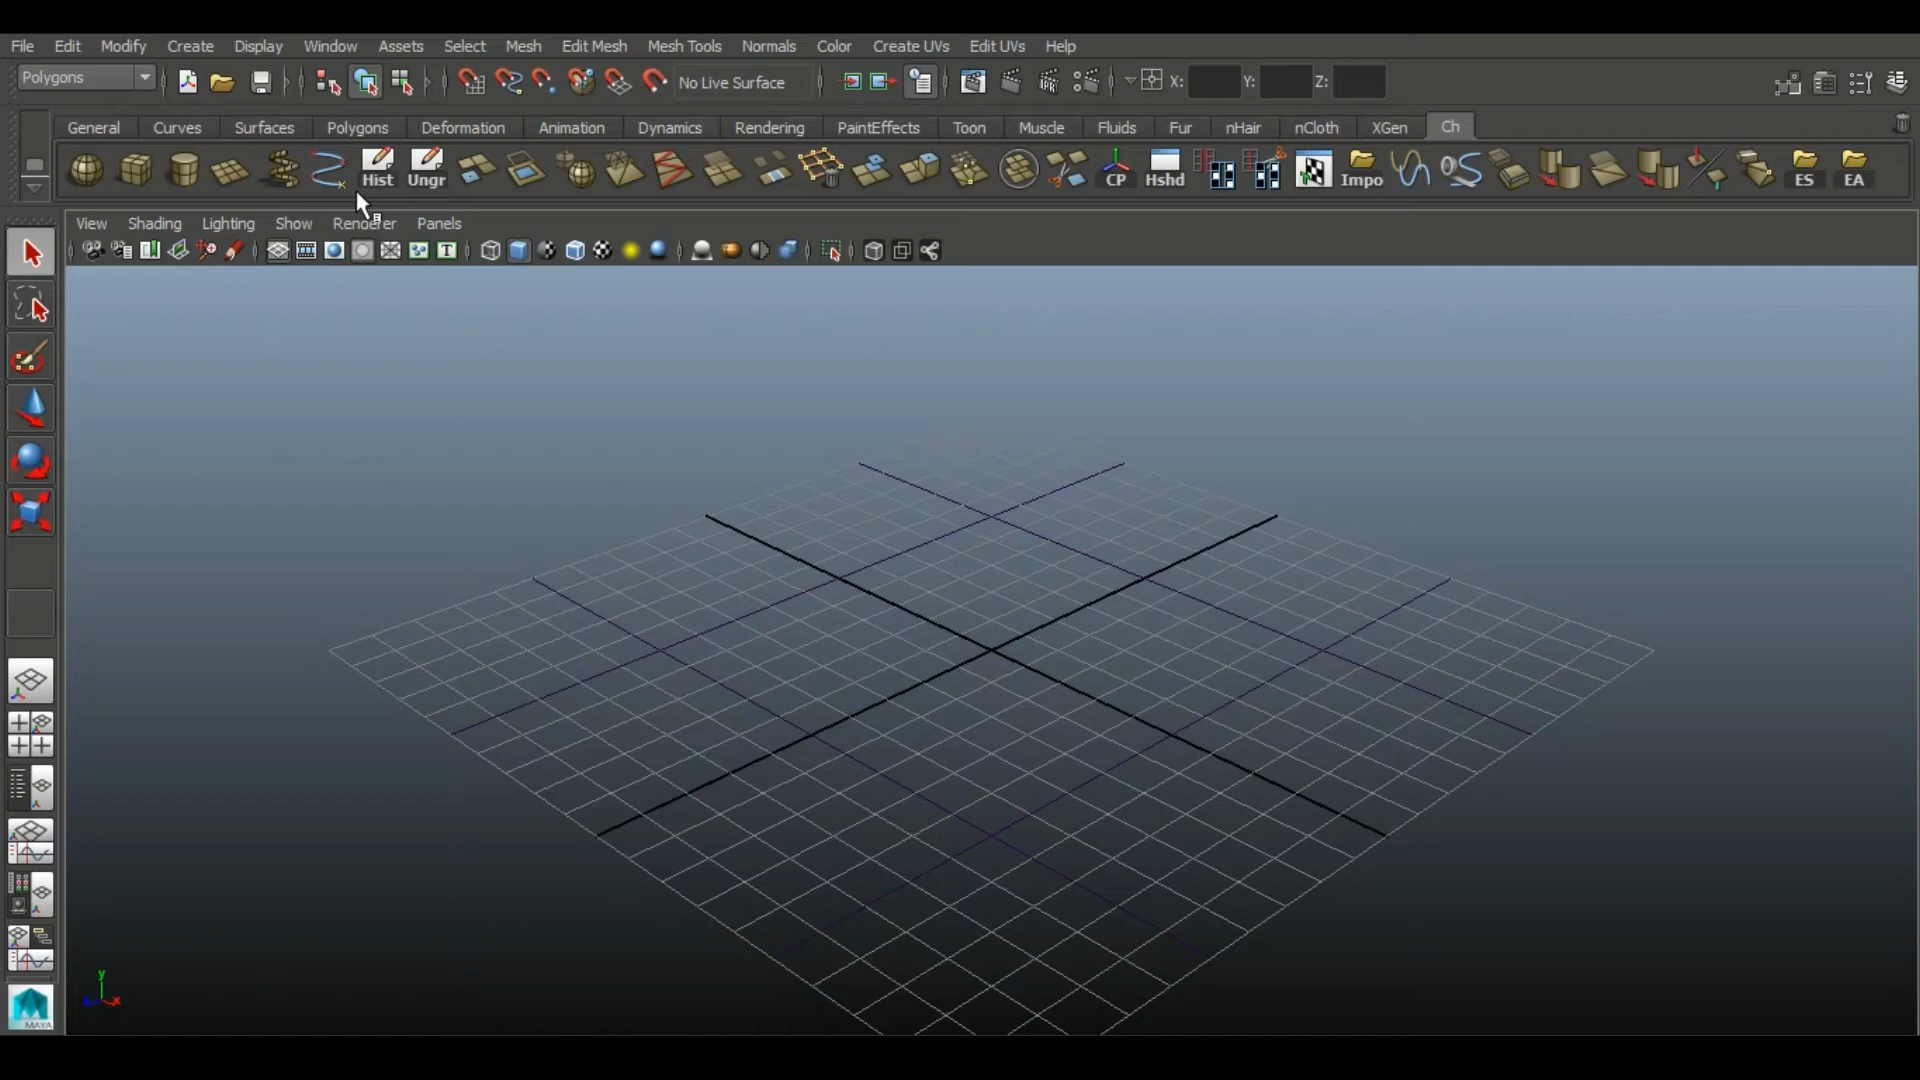 File Edit Modify Create Display Window Assets Select Mesh Edit Mesh Mesh Tools Normals Color Create UVs Edit UVs Help
Polygons No Live Surface X: Y: Z:
General Curves Surfaces Polygons Deformation Animation Dynamics Rendering PaintEffects Toon Muscle Fluids Fur nHair nCloth XGen Ch
Hist Ungr CP Hshd Impo ES EA
View Shading Lighting Show Renderer Panels
T
y
x
MAYA